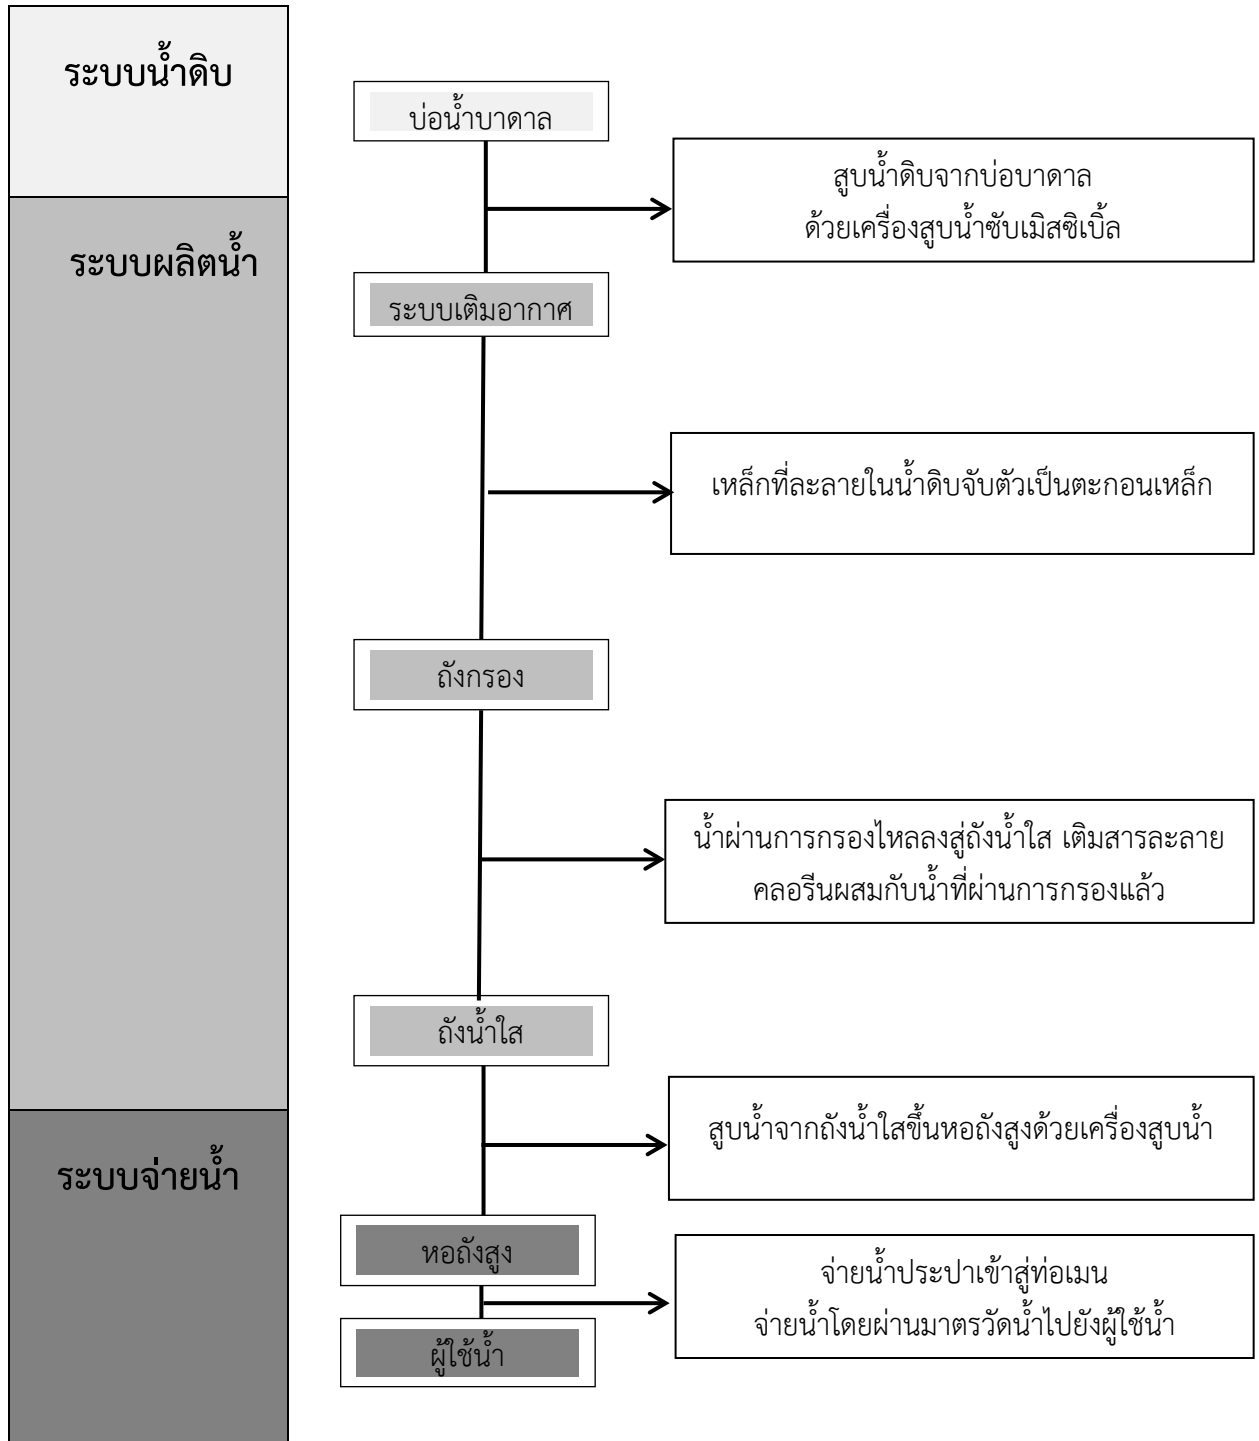 ระบบน้ำดิบ
บ่อน้ำบาดาล
สูบน้ำดิบจากบ่อบาดาล
ด้วยเครื่องสูบน้ำซับเมิสซิเบิ้ล
ระบบผลิตน้ำ
ระบบเติมอากาศ
เหล็กที่ละลายในน้ำดิบจับตัวเป็นตะกอนเหล็ก
ถังกรอง
น้ำผ่านการกรองไหลลงสู่ถังน้ำใส เติมสารละลาย
คลอรีนผสมกับน้ำที่ผ่านการกรองแล้ว
ถังน้ำใส
สูบน้ำจากถังน้ำใสขึ้นหอถังสูงด้วยเครื่องสูบน้ำ
ระบบจ่ายน้ำ
หอถังสูง
จ่ายน้ำประปาเข้าสู่ท่อเมน
จ่ายน้ำโดยผ่านมาตรวัดน้ำไปยังผู้ใช้น้ำ
ผู้ใช้น้ำ